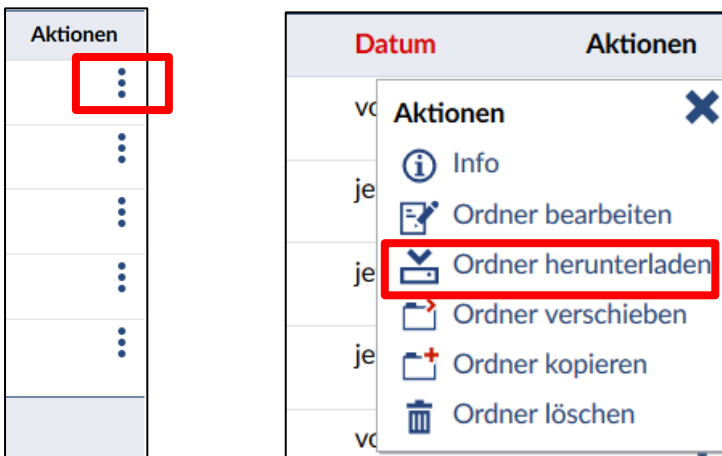 Aktionen
Datum Aktionen
Aktionen
Info
Ordner bearbeiten
Ordner herunterladen
Ordner verschieben
Ordner kopieren
Ordner löschen